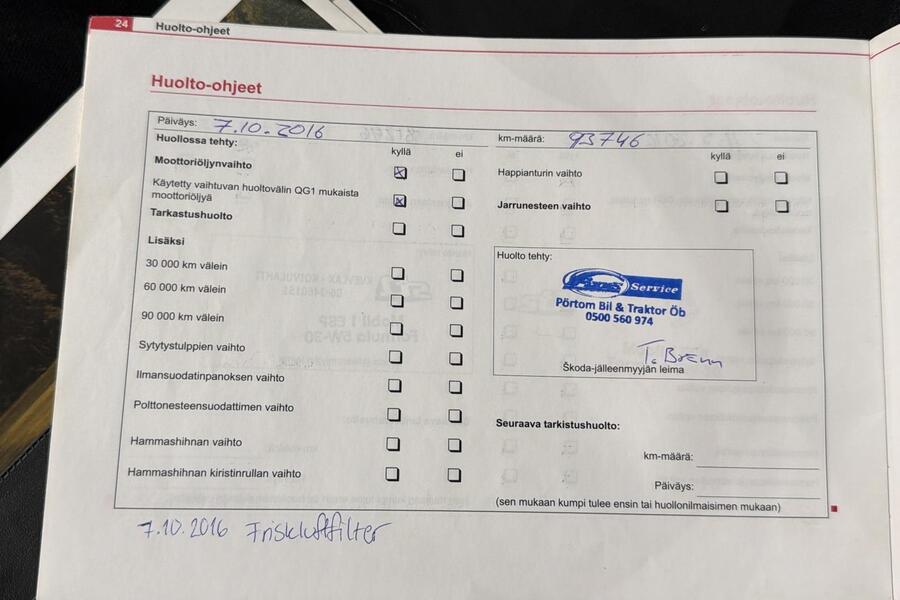 24
Huolto-ohjeet
Huolto-ohjeet
Päiväys: 7.10.2016
km-määrä: 93746
Huollossa tehty:
kyllä ei
Moottoriöljynvaihto
Käytetty vaihtuvan huoltovälin QG1 mukaista
moottoriöljyä
Tarkastushuolto
Lisäksi
30 000 km välein
60 000 km välein
90 000 km välein
Sytytystulppien vaihto
Ilmansuodatinpanoksen vaihto
Polttonesteensuodattimen vaihto
Hammashihnan vaihto
Hammashihnan kiristinrullan vaihto
kyllä ei
Happianturin vaihto
Jarrunesteen vaihto
Huolto tehty:
Service
Pörtom Bil & Traktor Öb
0500 560 974
T.
Škoda-jälleenmyyjän leima
Seuraava tarkistushuolto:
km-määrä:
Päiväys:
(sen mukaan kumpi tulee ensin tai huollonilmaisimen mukaan)
7.10.2016 Friskluftfilter